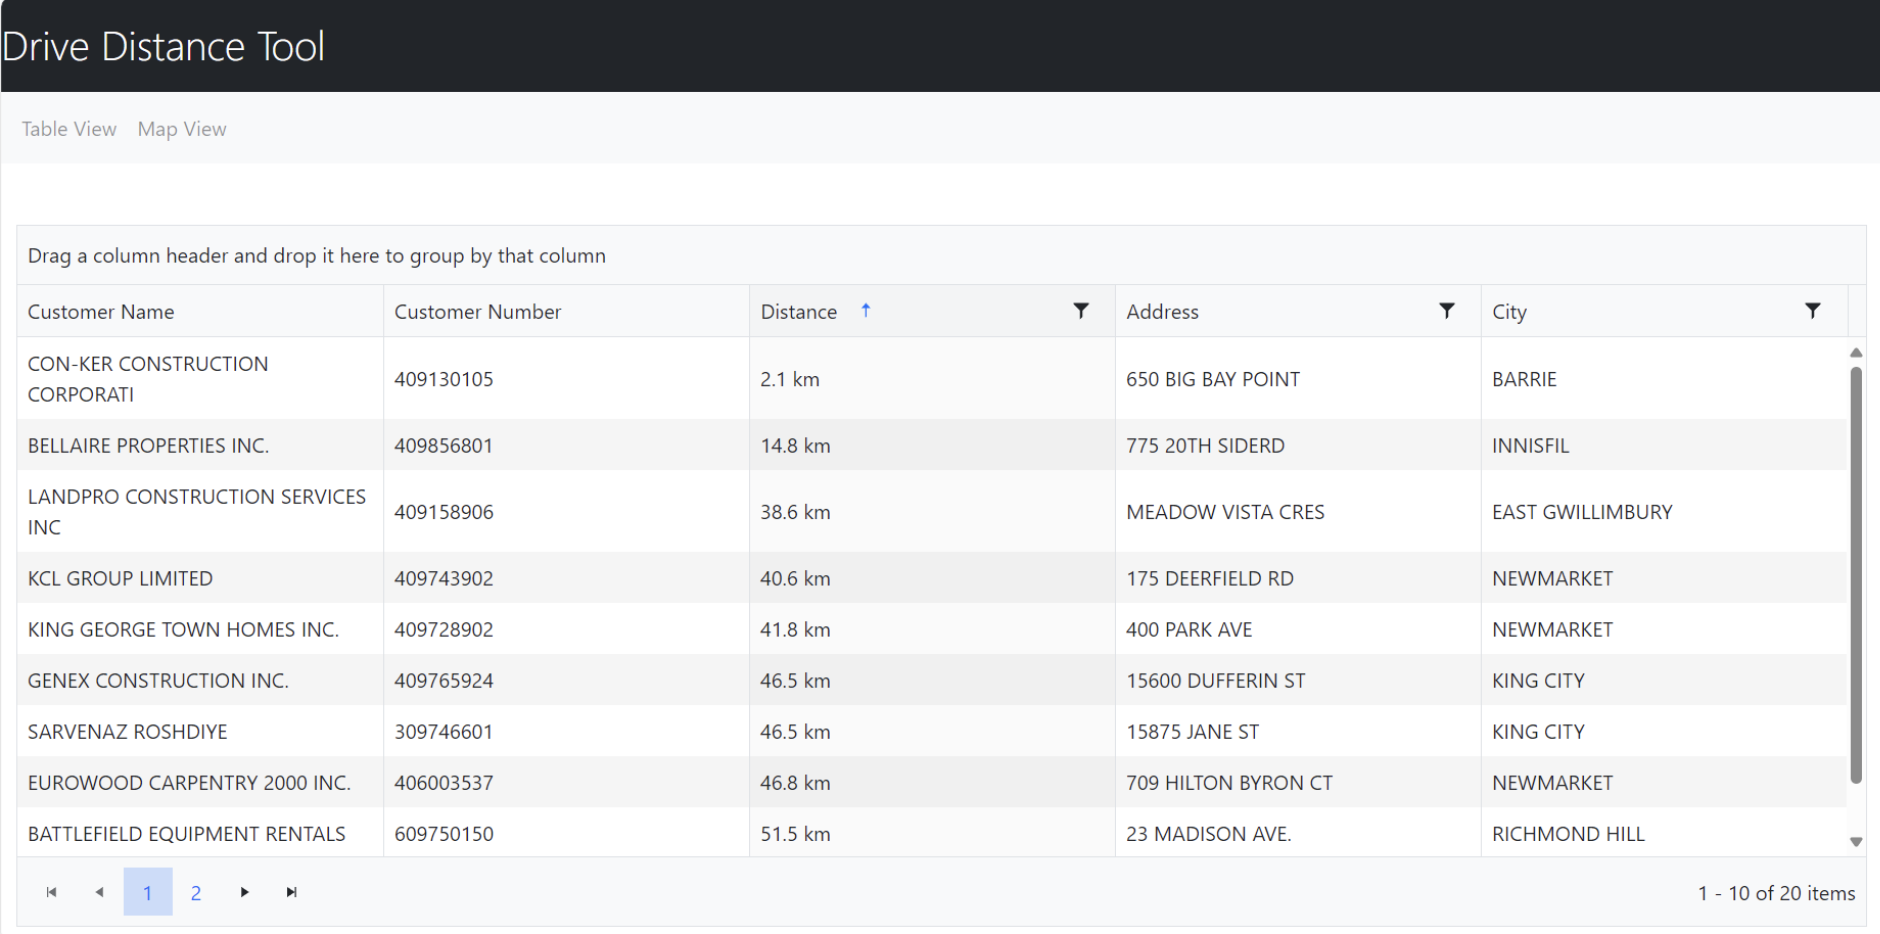 Drive Distance Tool
Table View Map View
Drag a column header and drop it here to group by that column
Customer Name Customer Number Distance Address City
CON-KER CONSTRUCTION
CORPORATI 409130105 2.1 km 650 BIG BAY POINT BARRIE
BELLAIRE PROPERTIES INC. 409856801 14.8 km 775 20TH SIDERD INNISFIL
LANDPRO CONSTRUCTION SERVICES
INC 409158906 38.6 km MEADOW VISTA CRES EAST GWILLIMBURY
KCL GROUP LIMITED 409743902 40.6 km 175 DEERFIELD RD NEWMARKET
KING GEORGE TOWN HOMES INC. 409728902 41.8 km 400 PARK AVE NEWMARKET
GENEX CONSTRUCTION INC. 409765924 46.5 km 15600 DUFFERIN ST KING CITY
SARVENAZ ROSHDIYE 309746601 46.5 km 15875 JANE ST KING CITY
EUROWOOD CARPENTRY 2000 INC. 406003537 46.8 km 709 HILTON BYRON CT NEWMARKET
BATTLEFIELD EQUIPMENT RENTALS 609750150 51.5 km 23 MADISON AVE. RICHMOND HILL
1 2 1 - 10 of 20 items